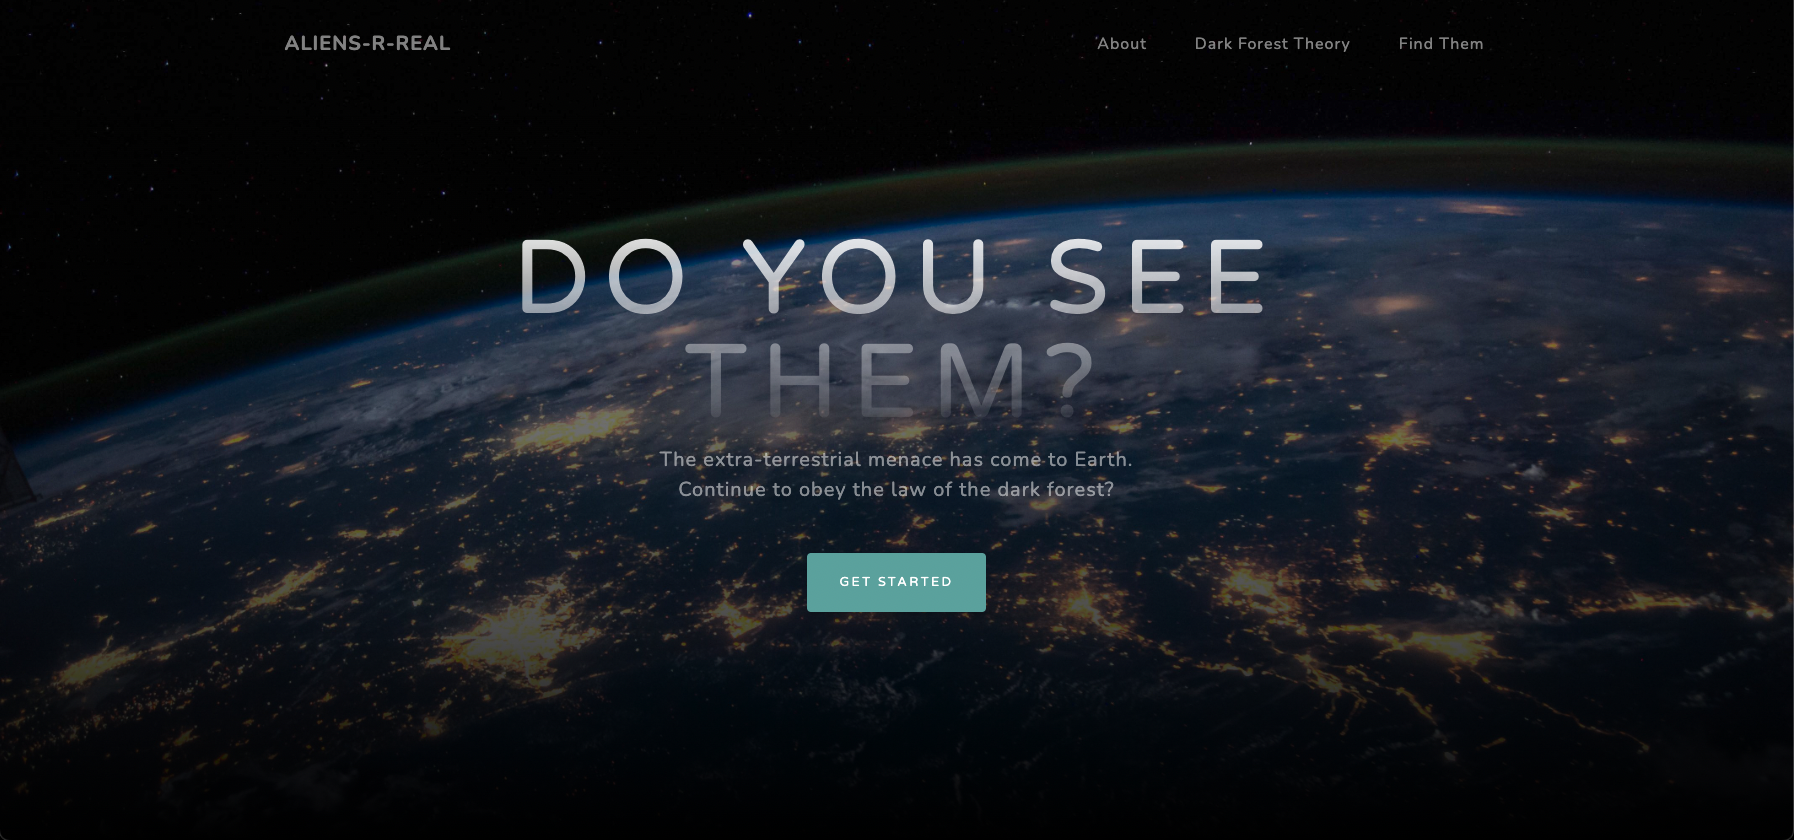 ALIENS-R-REAL
About
Dark Forest Theory
Find Them
DO YOU SEE
THEM?
The extra-terrestrial menace has come to Earth.
Continue to obey the law of the dark forest?
GET STARTED